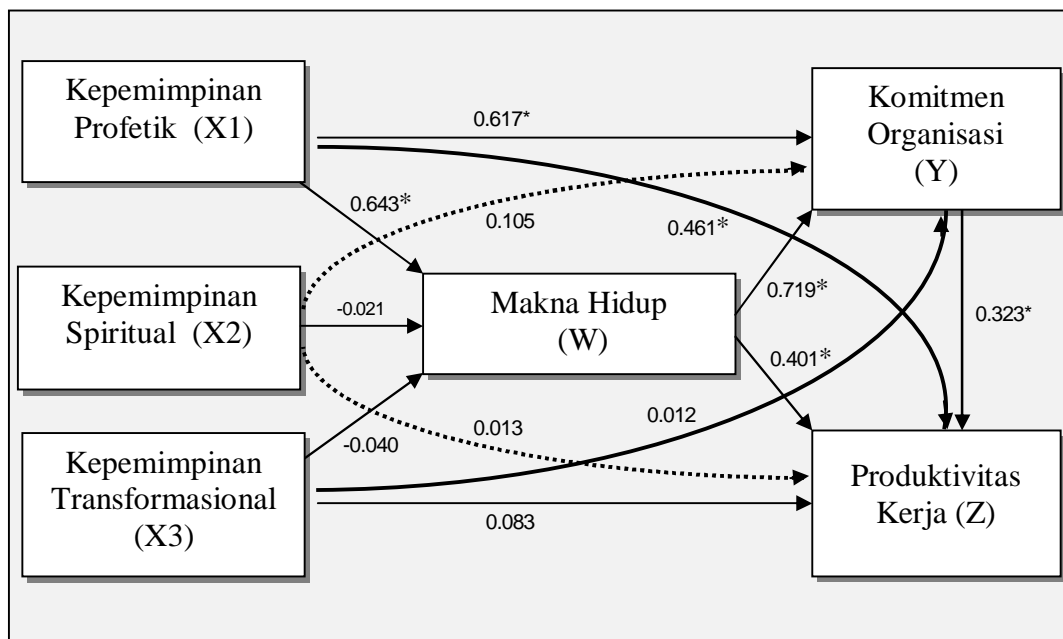 Kepemimpinan
Profetik (X1)
Komitmen
Organisasi
(Y)
0.617*
0.643*
0.105
0.461*
Kepemimpinan
Spiritual (X2)
-0.021
Makna Hidup
(W)
0.719*
0.401*
0.323*
-0.040
0.013
0.012
Kepemimpinan
Transformasional
(X3)
0.083
Produktivitas
Kerja (Z)